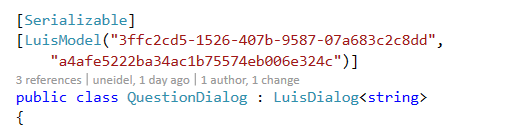 [Serializable]
[LuisModel("3ffc2cd5-1526-407b-9587-07a683c2c8dd",
"a4afe5222ba34ac1b75574eb006e324c")]
3 references | uneidel, 1 day ago | 1 author, 1 change
public class QuestionDialog : LuisDialog<string>
{